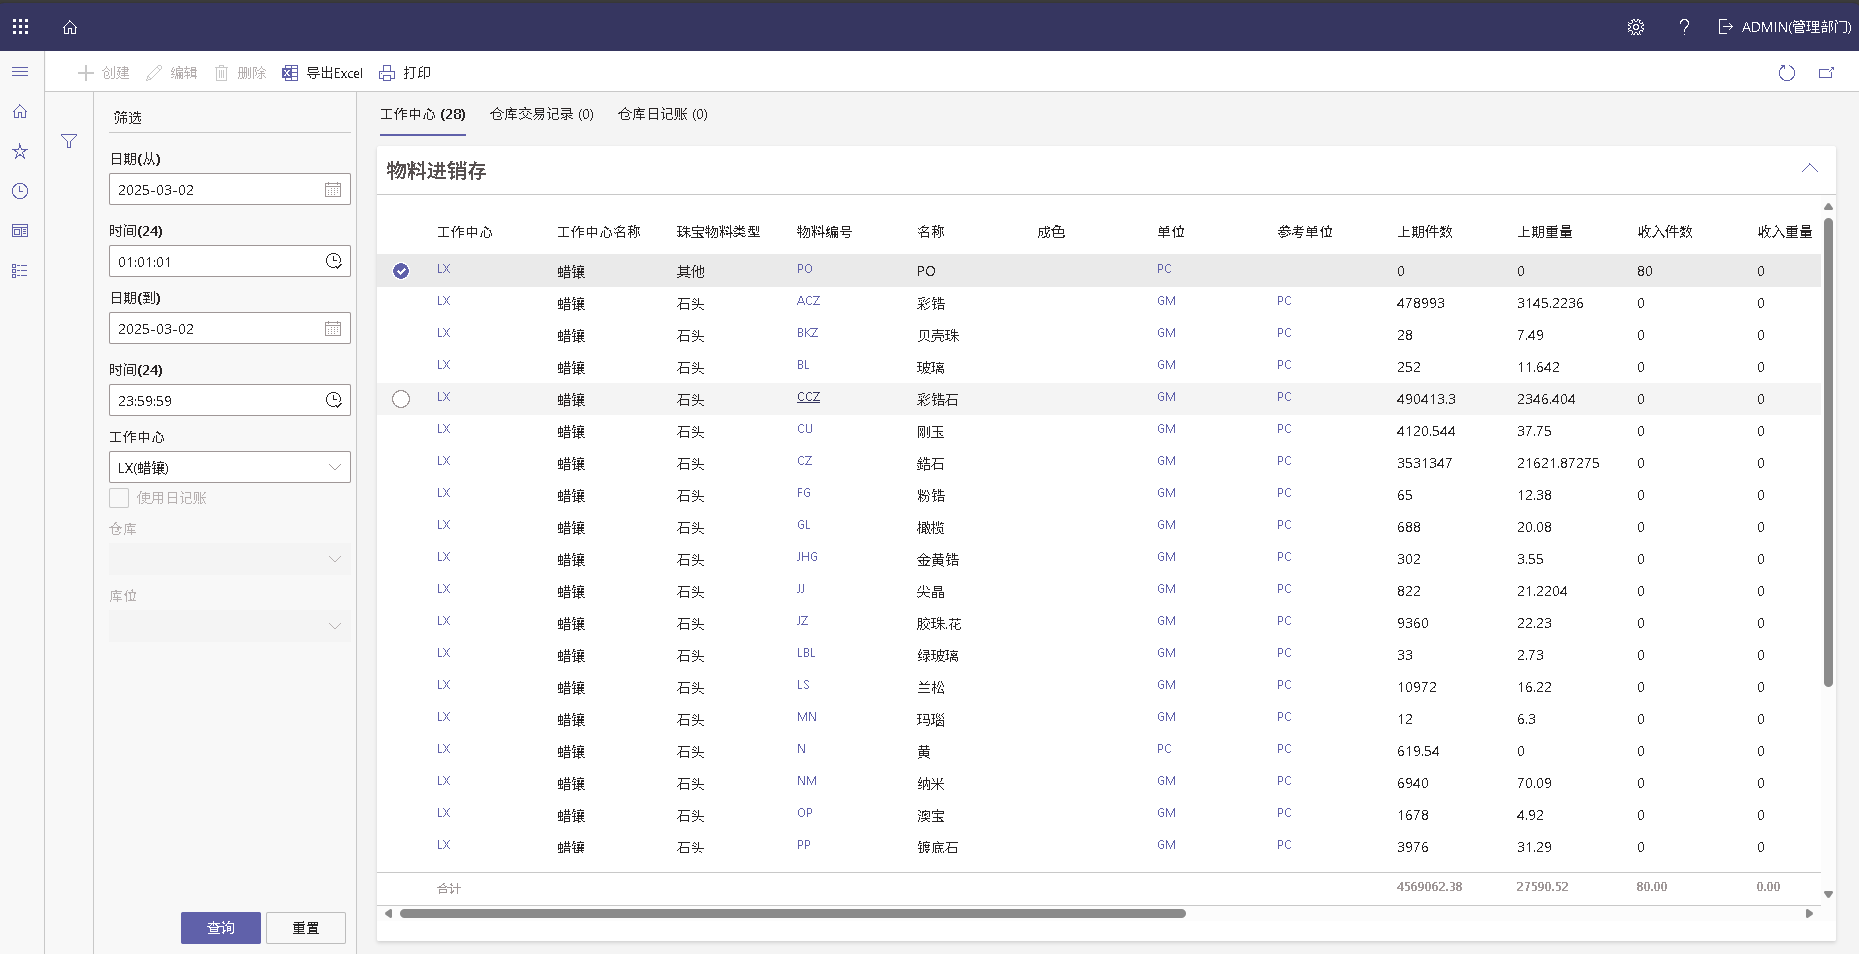 ADMIN(管理部门)
创建 编辑 删除 导出Excel 打印
筛选
日期(从)
2025-03-02
时间(24)
01:01:01
日期(到)
2025-03-02
时间(24)
23:59:59
工作中心
LX(蜡镶)
使用日记账
仓库
库位
查询 重置
工作中心 (28) 仓库交易记录 (0) 仓库日记账 (0)
物料进销存
工作中心 工作中心名称 珠宝物料类型 物料编号 名称 成色 单位 参考单位 上期件数 上期重量 收入件数 收入重量
LX 蜡镶 其他 PO PO PC 0 0 80 0
LX 蜡镶 石头 ACZ 彩锆 GM PC 478993 3145.2236 0 0
LX 蜡镶 石头 BKZ 贝壳珠 GM PC 28 7.49 0 0
LX 蜡镶 石头 BL 玻璃 GM PC 252 11.642 0 0
LX 蜡镶 石头 CCZ 彩锆石 GM PC 490413.3 2346.404 0 0
LX 蜡镶 石头 CU 刚玉 GM PC 4120.544 37.75 0 0
LX 蜡镶 石头 CZ 鋯石 GM PC 3531347 21621.87275 0 0
LX 蜡镶 石头 FG 粉锆 GM PC 65 12.38 0 0
LX 蜡镶 石头 GL 橄榄 GM PC 688 20.08 0 0
LX 蜡镶 石头 JHG 金黄锆 GM PC 302 3.55 0 0
LX 蜡镶 石头 JJ 尖晶 GM PC 822 21.2204 0 0
LX 蜡镶 石头 JZ 胶珠.花 GM PC 9360 22.23 0 0
LX 蜡镶 石头 LBL 绿玻璃 GM PC 33 2.73 0 0
LX 蜡镶 石头 LS 兰松 GM PC 10972 16.22 0 0
LX 蜡镶 石头 MN 玛瑙 GM PC 12 6.3 0 0
LX 蜡镶 石头 N 黄 PC PC 619.54 0 0 0
LX 蜡镶 石头 NM 纳米 GM PC 6940 70.09 0 0
LX 蜡镶 石头 OP 澳宝 GM PC 1678 4.92 0 0
LX 蜡镶 石头 PP 镀底石 GM PC 3976 31.29 0 0
合计 4569062.38 27590.52 80.00 0.00